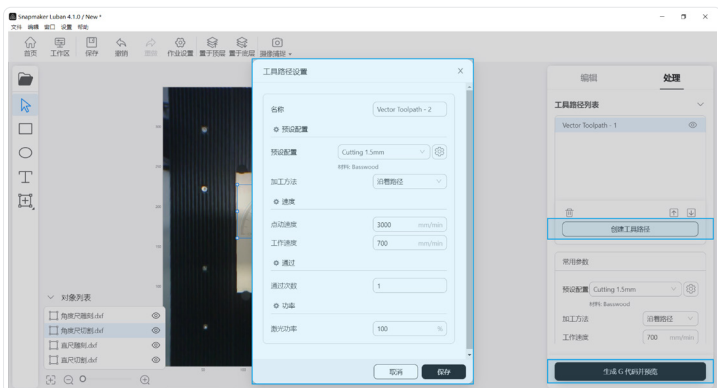 Snapmaker Luban 4.1.0 / New *
文件 编辑 窗口 设置 帮助
首页 工作区 保存 撤销 重做 作业设置 置于顶层 置于底层 摄像捕捉
工具路径设置
编辑 处理
工具路径列表
名称 Vector Toolpath - 2
Vector Toolpath - 1
预设配置
预设配置 Cutting 1.5mm
材料: Basswood
加工方法 沿着路径
速度
点动速度 3000 mm/min
创建工具路径
工作速度 700 mm/min
通过
常用参数
通过次数 1
预设配置 Cutting 1.5mm
材料: Basswood
对象列表
功率
角度尺雕刻.dxf
加工方法 沿着路径
角度尺切割.dxf
激光功率 100 %
工作速度 700 mm/min
直尺雕刻.dxf
直尺切割.dxf
取消 保存
生成 G 代码并预览